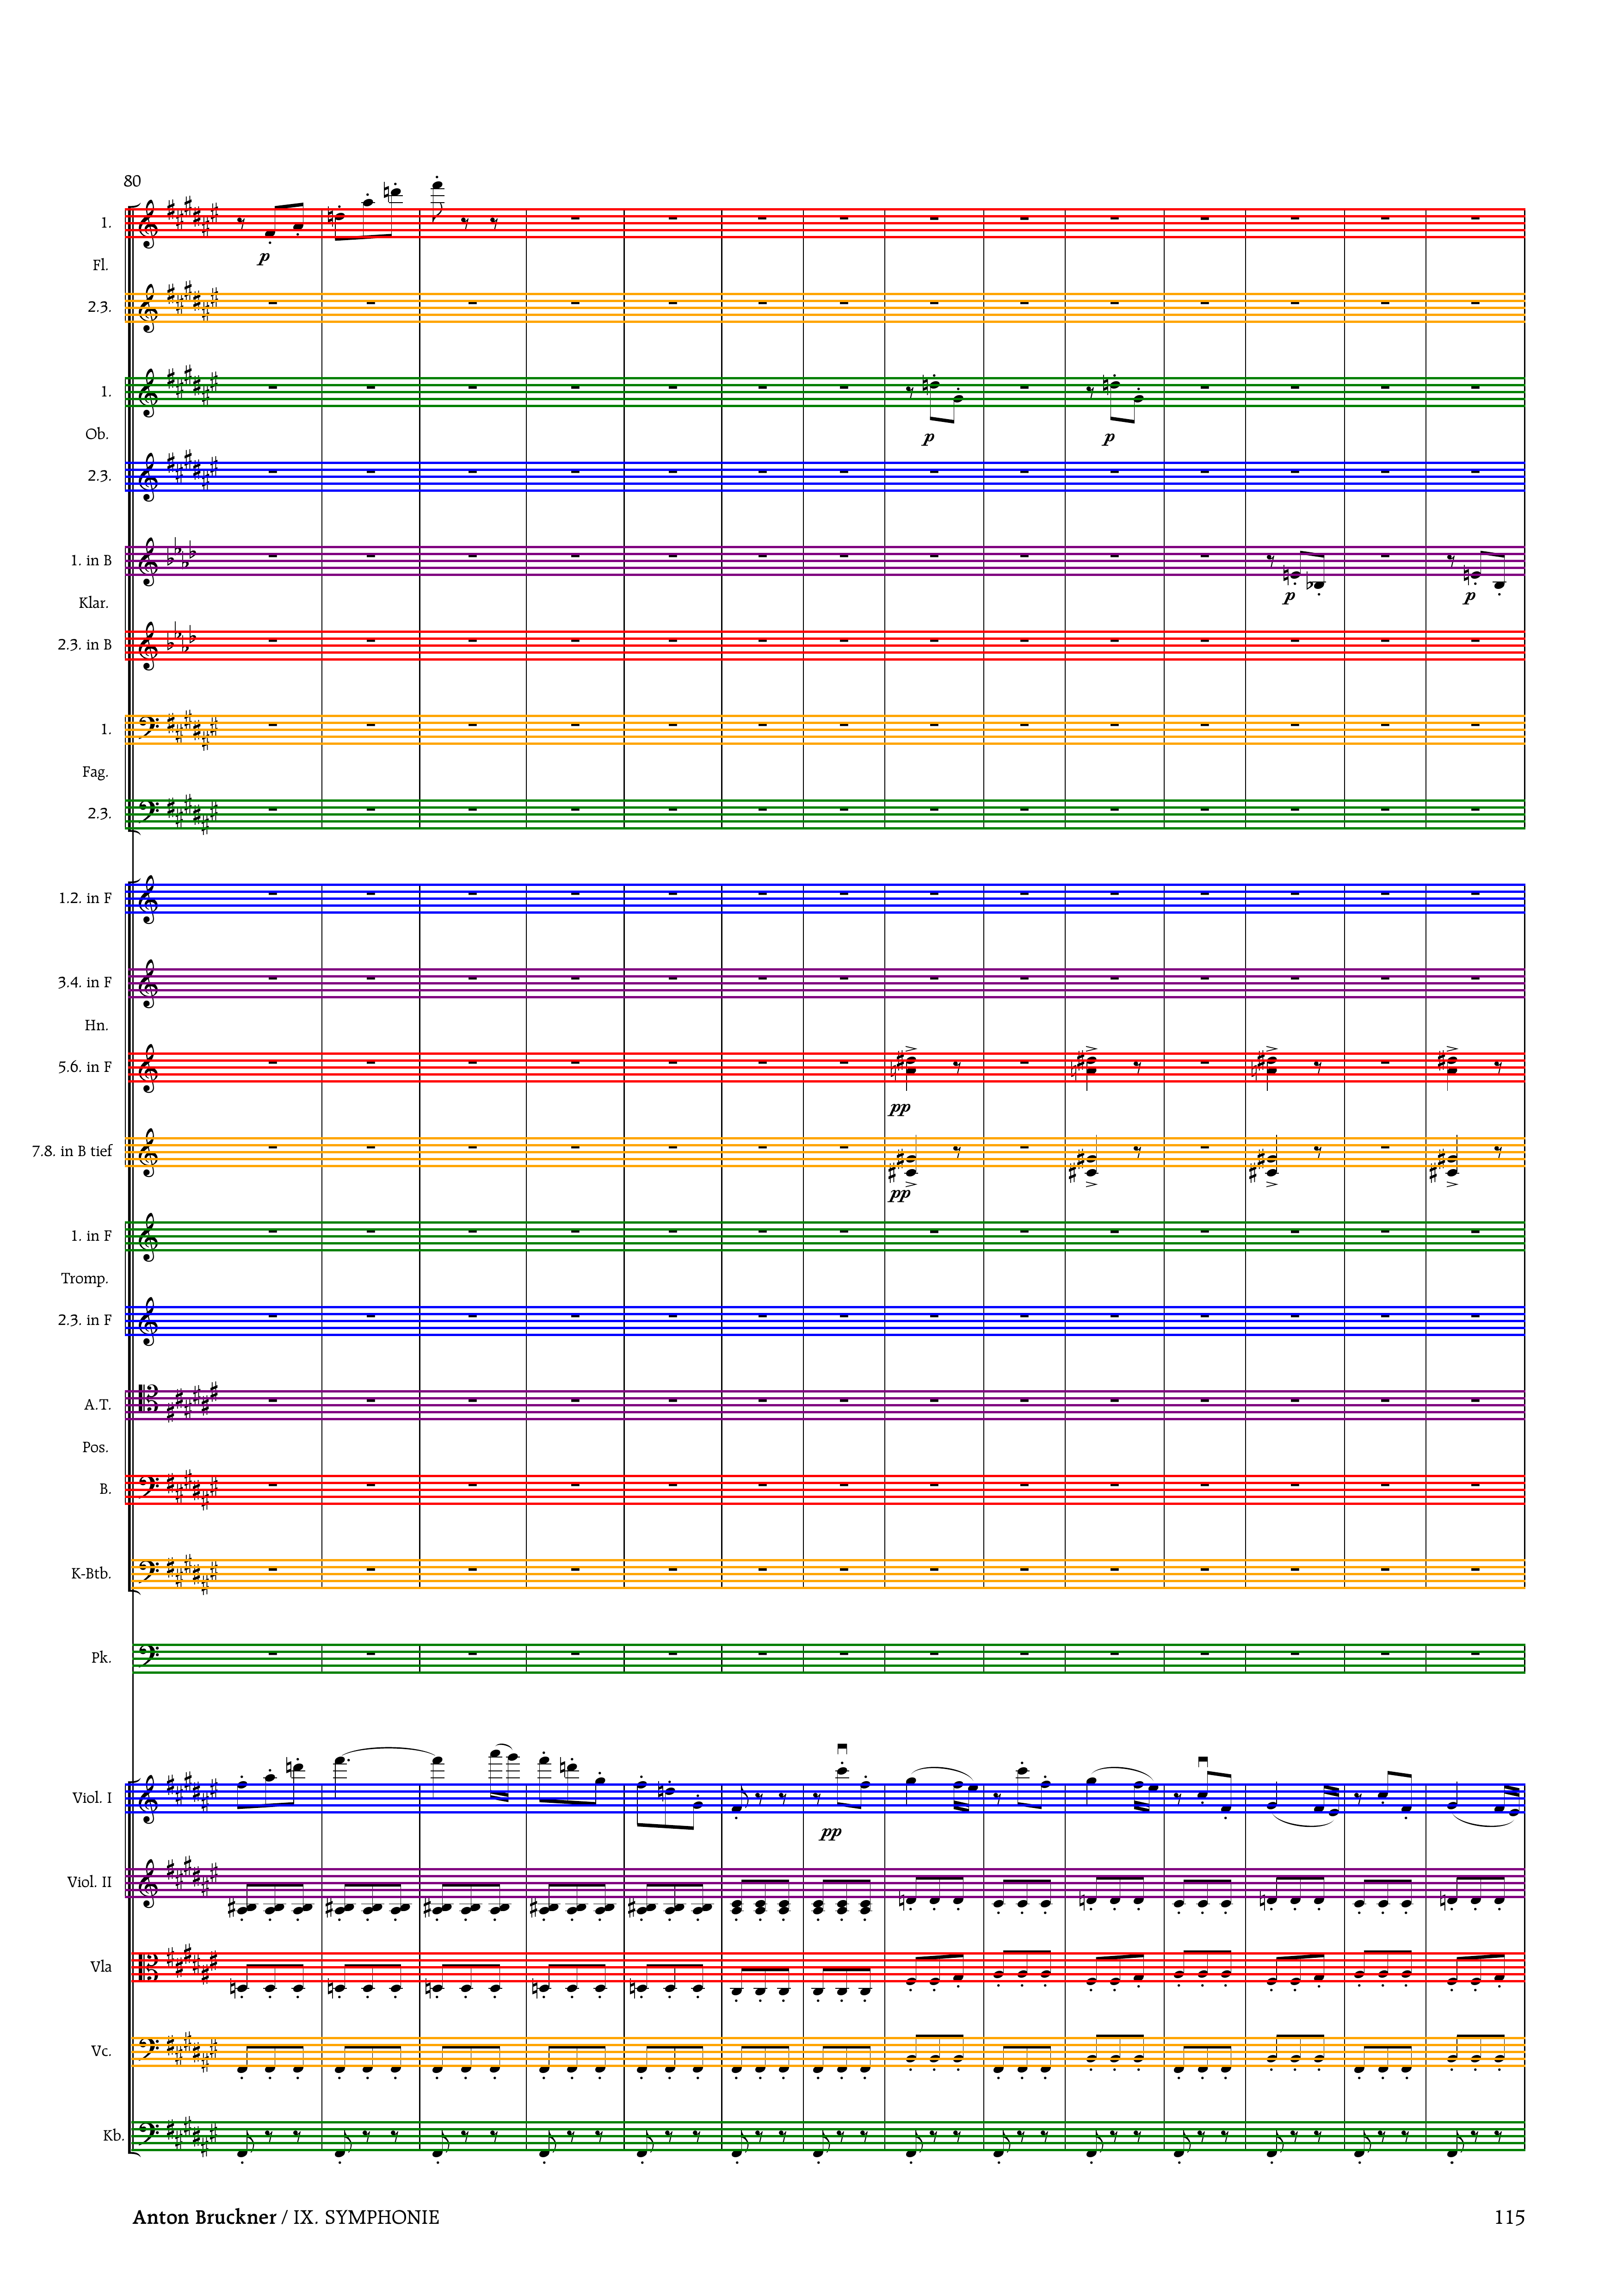 80
1.
Fl.
p
2.3.
1.
Ob.
p p
2.3.
1. in B
Klar.
p p
2.3. in B
1.
Fag.
2.3.
1.2. in F
3.4. in F
Hn.
5.6. in F
pp
7.8. in B tief
pp
1. in F
Tromp.
2.3. in F
A.T.
Pos.
B.
K-Btb.
Pk.
Viol. I
pp
Viol. II
Vla
Vc.
Kb.
Anton Bruckner / IX. SYMPHONIE 115